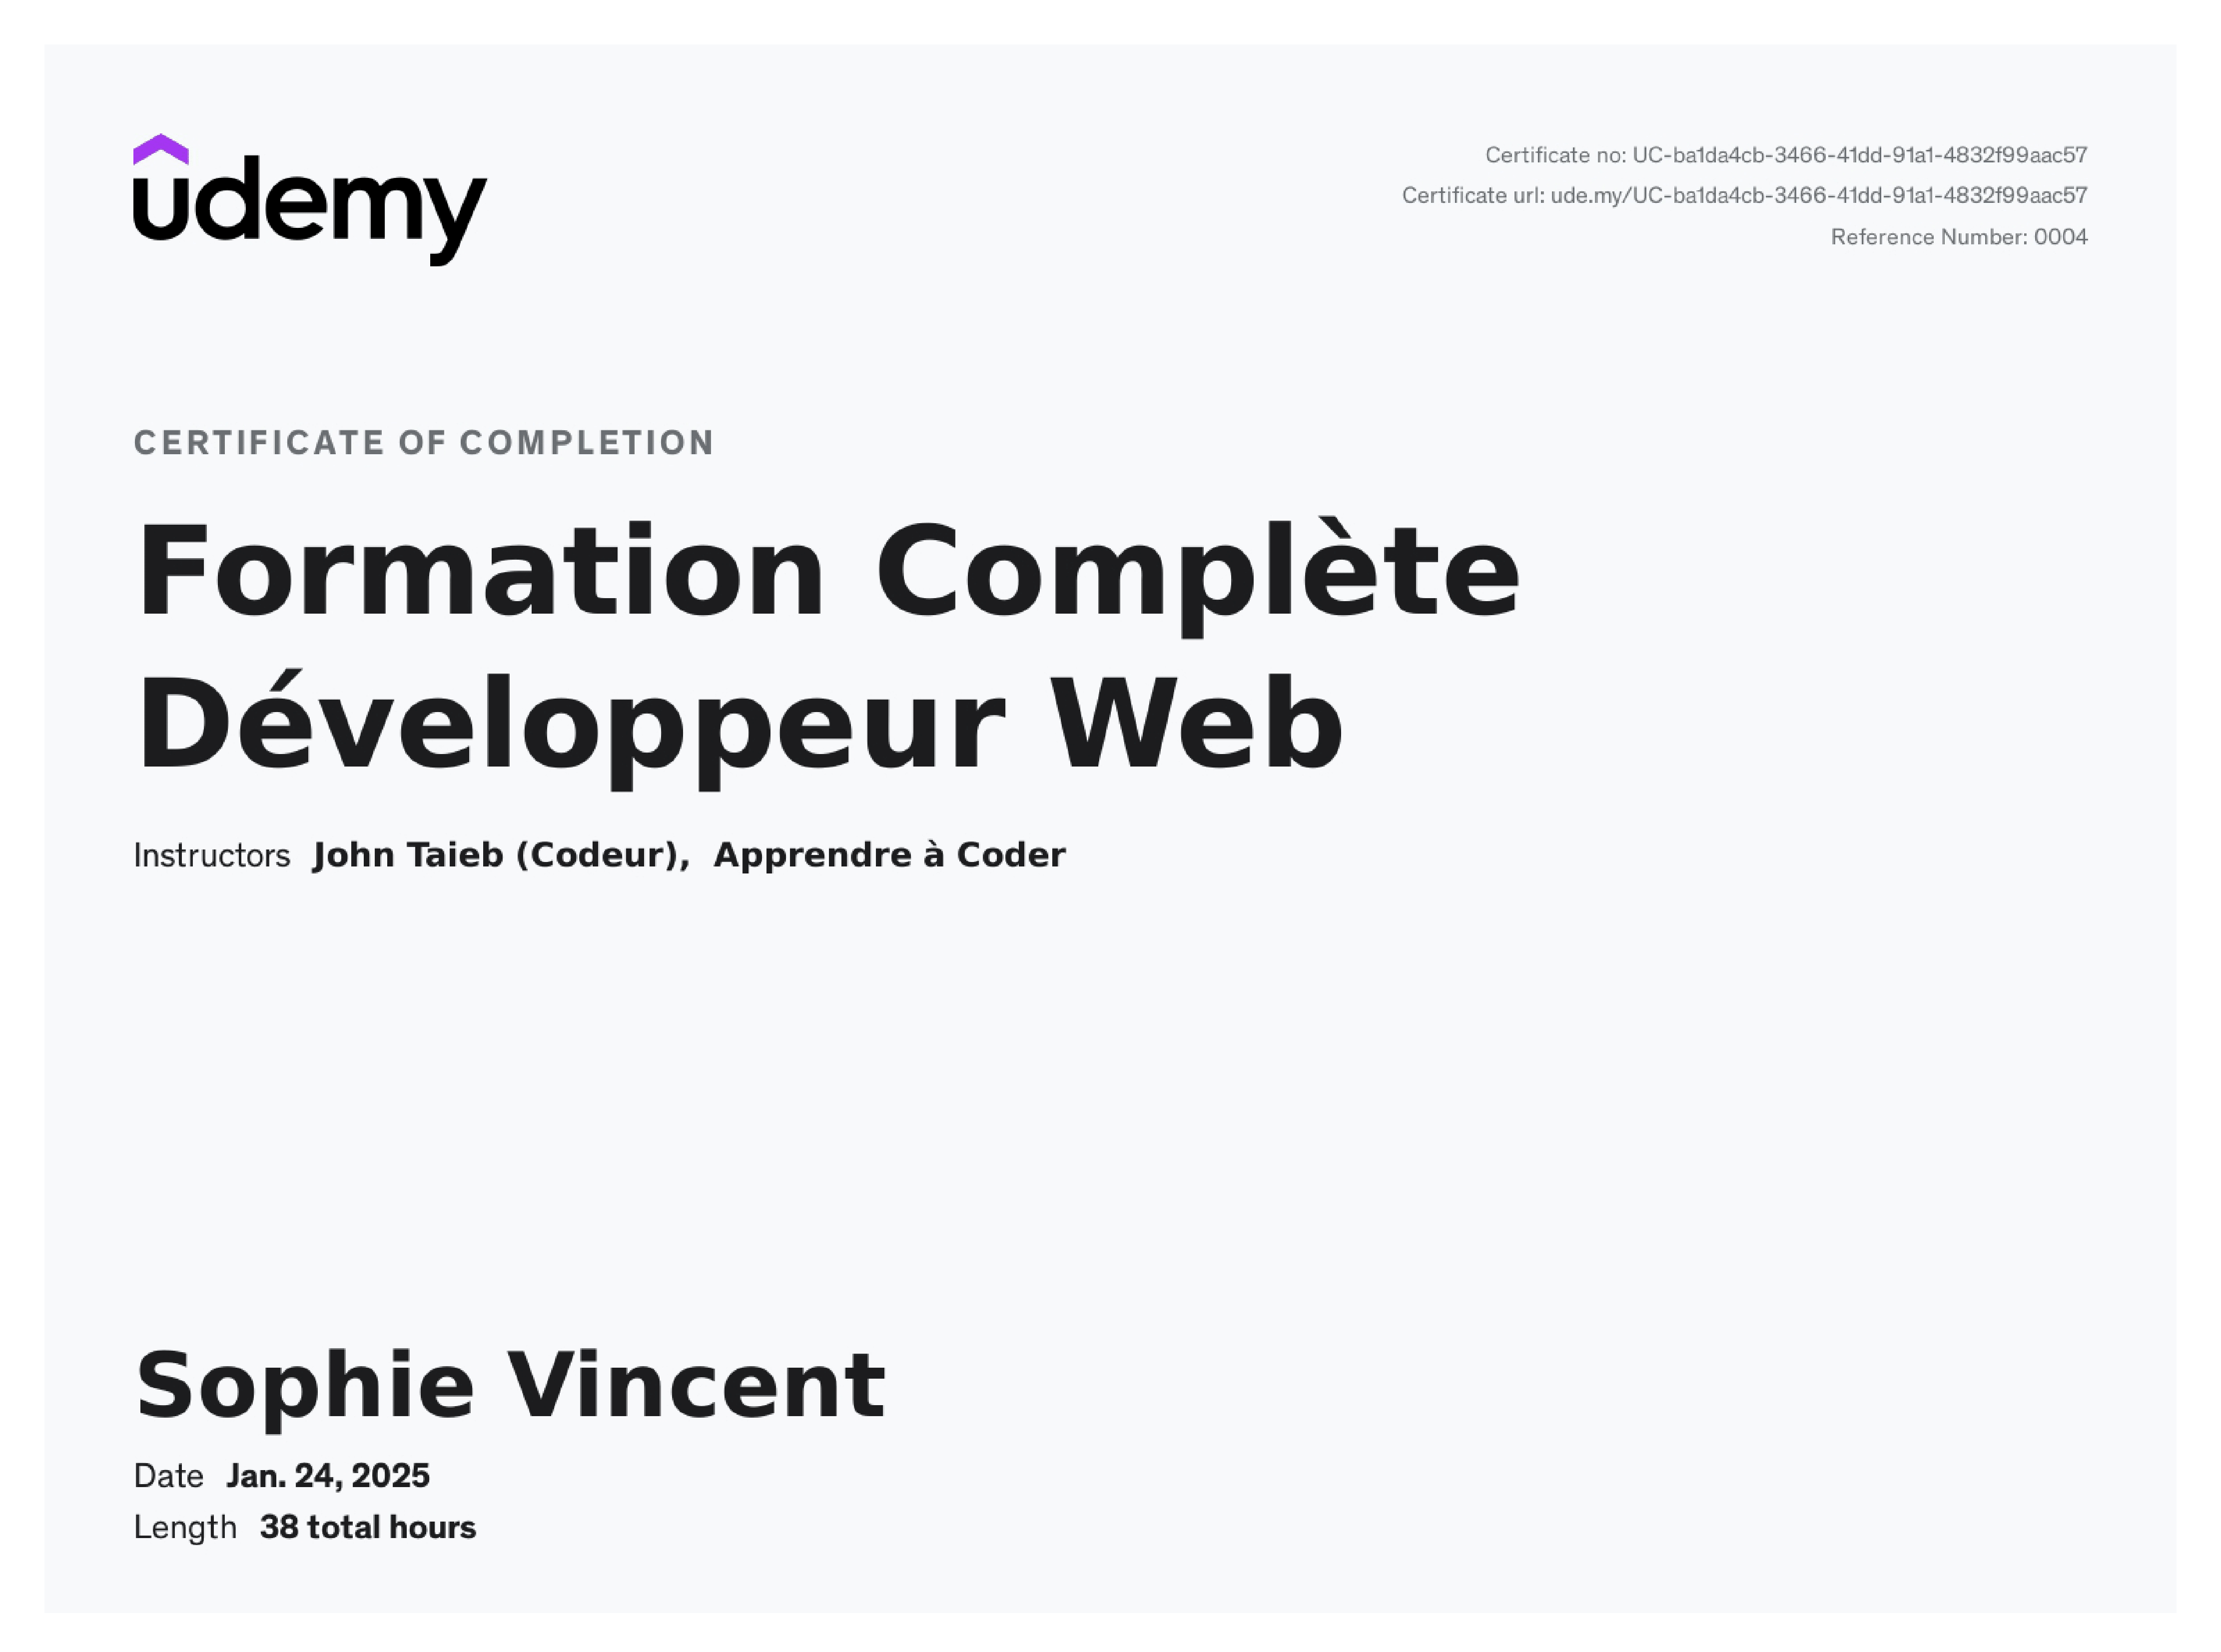 udemy
Certificate no: UC-ba1da4cb-3466-41dd-91a1-4832f99aac57
Certificate url: ude.my/UC-ba1da4cb-3466-41dd-91a1-4832f99aac57
Reference Number: 0004
CERTIFICATE OF COMPLETION
Formation Complète
Développeur Web
Instructors John Taieb (Codeur), Apprendre à Coder
Sophie Vincent
Date Jan. 24, 2025
Length 38 total hours